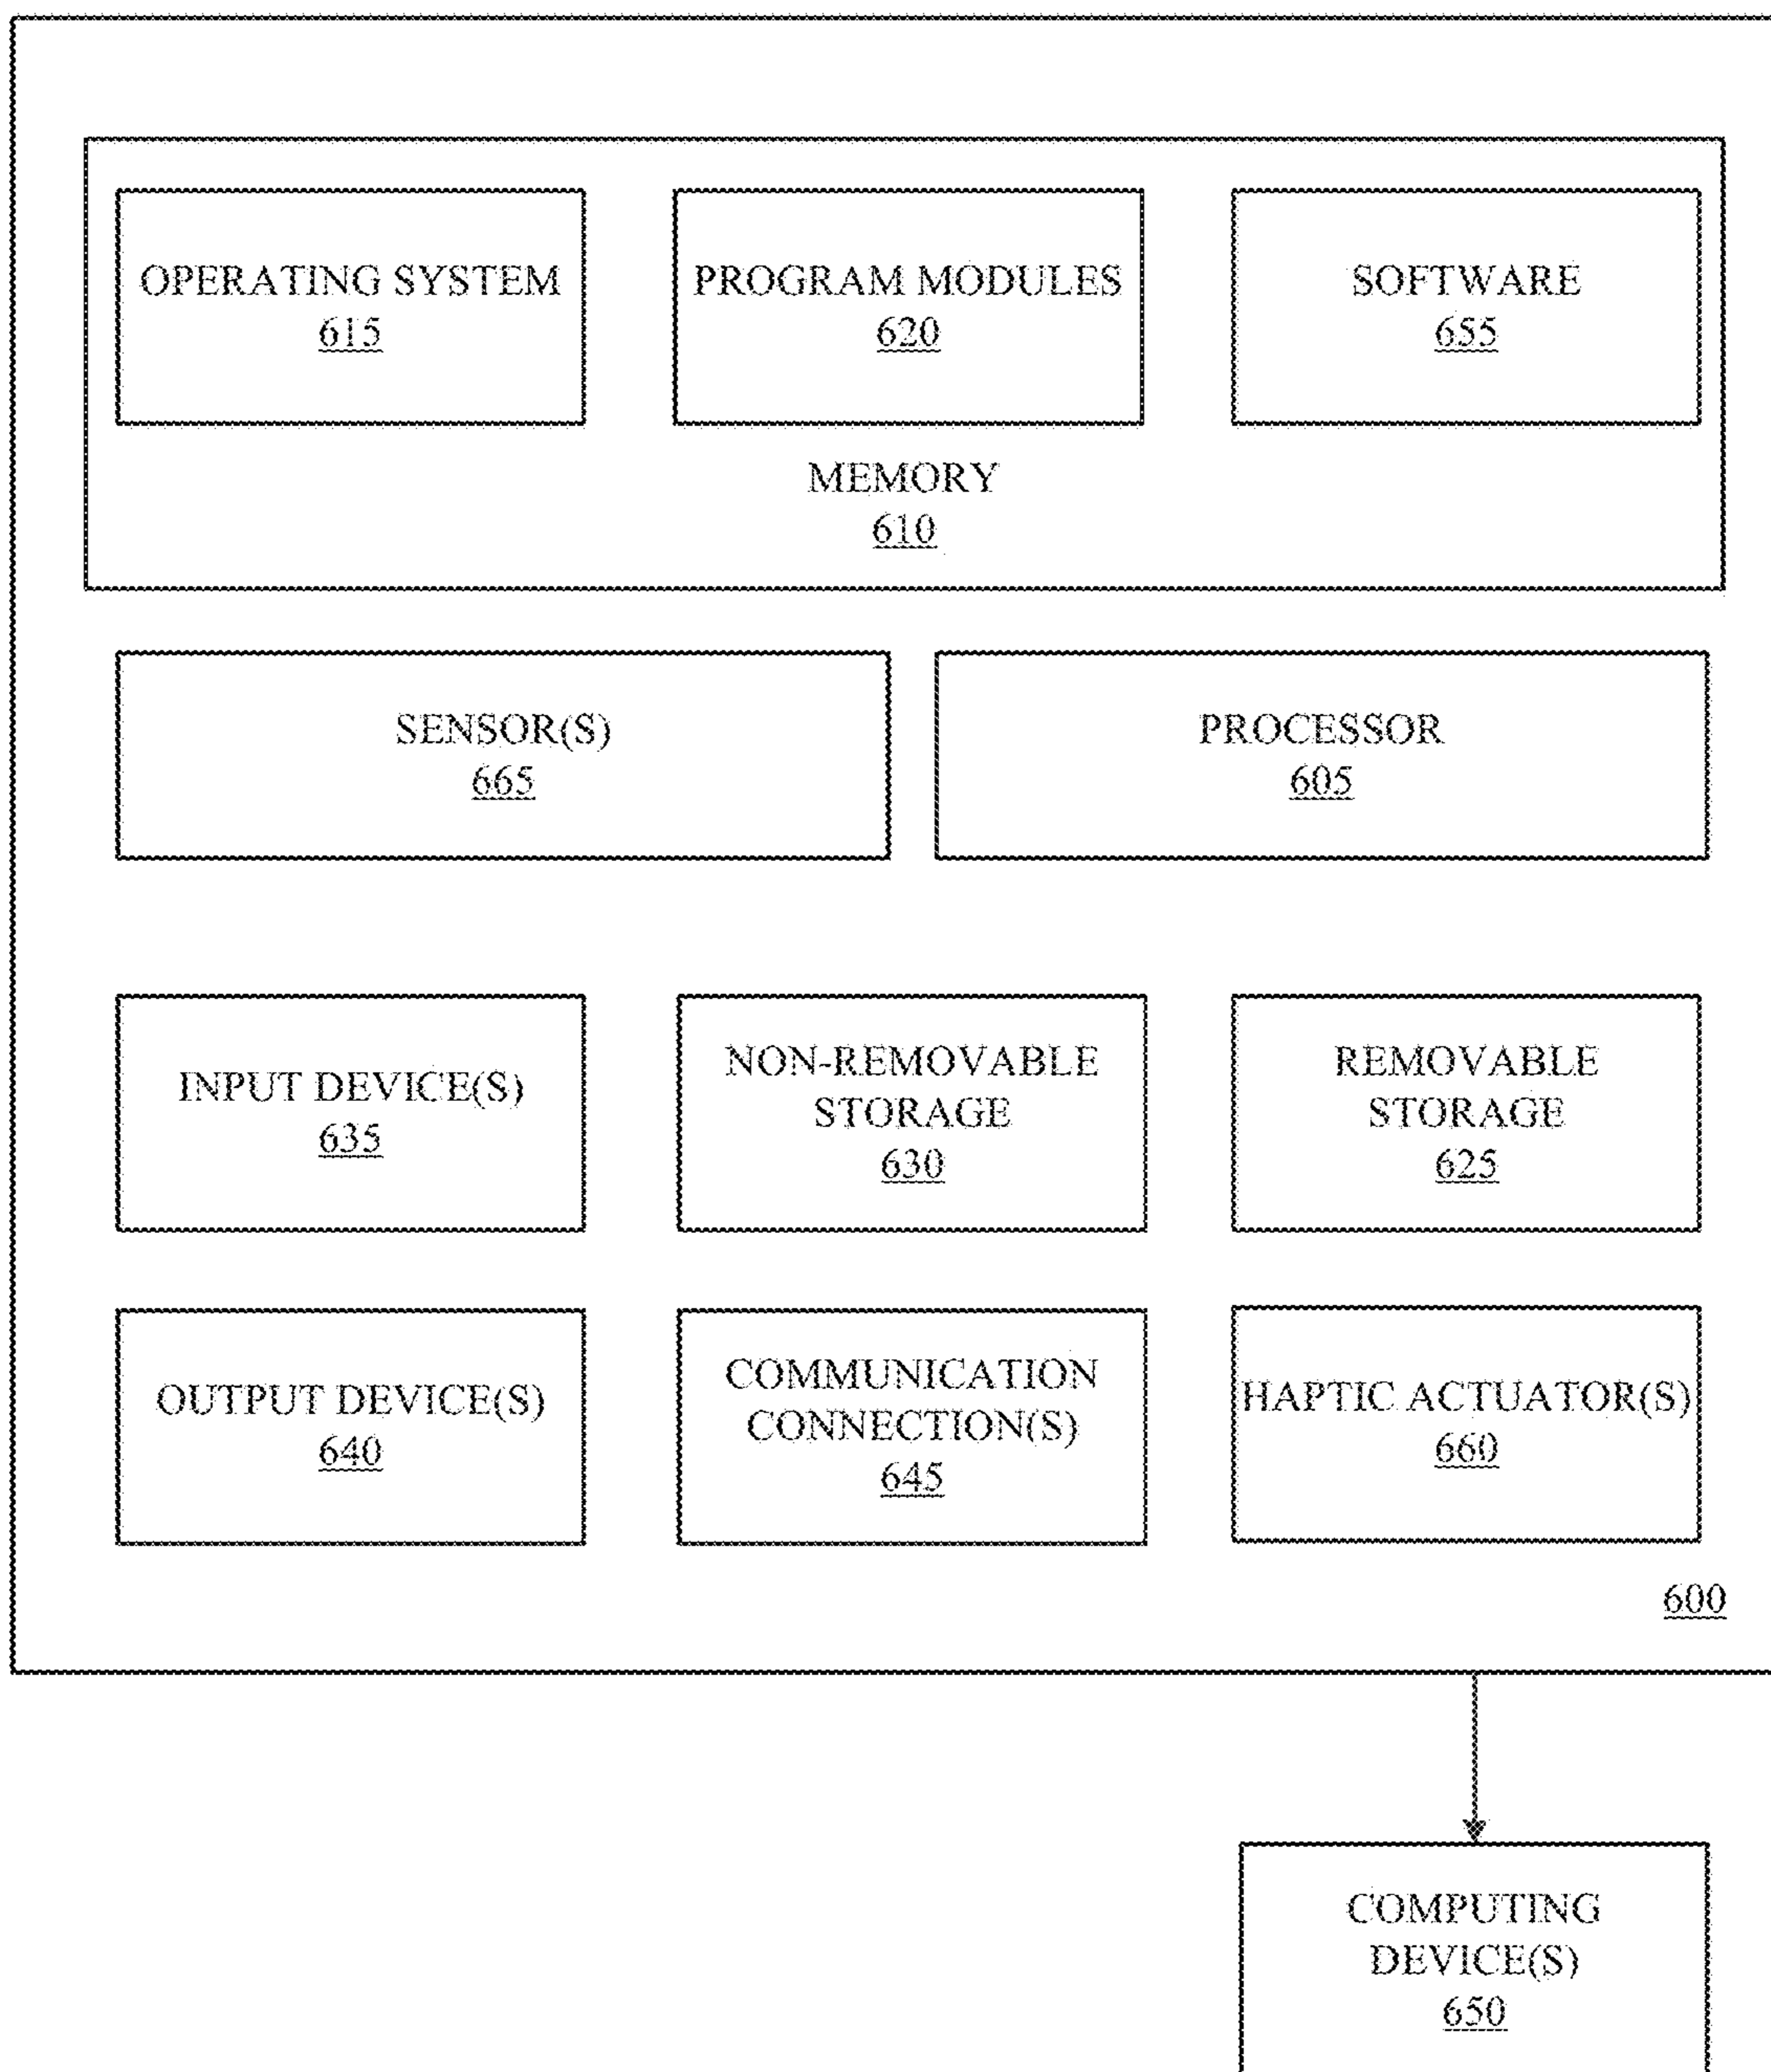 OPERATING SYSTEM
615
PROGRAM MODULES
620
SOFTWARE
655
MEMORY
610
SENSOR(S)
665
PROCESSOR
605
INPUT DEVICE(S)
635
NON-REMOVABLE
STORAGE
630
REMOVABLE
STORAGE
625
OUTPUT DEVICE(S)
640
COMMUNICATION
CONNECTION(S)
645
HAPTIC ACTUATOR(S)
660
600
COMPUTING
DEVICE(S)
650